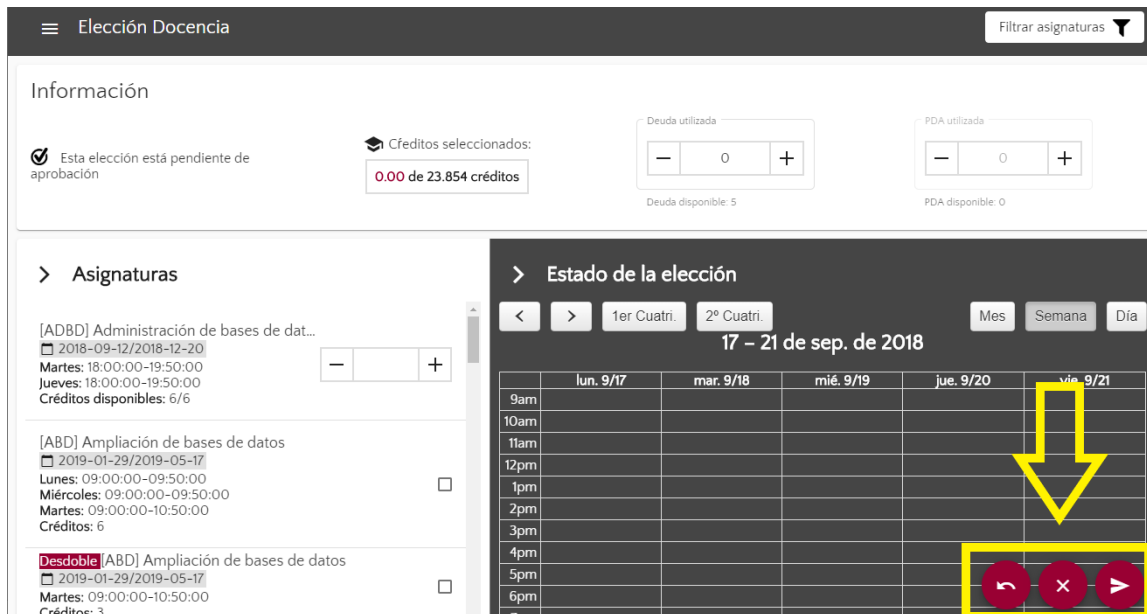 Elección Docencia
Filtrar asignaturas
Información
Esta elección está pendiente de
aprobación
Créditos seleccionados:
0.00 de 23.854 créditos
Deuda utilizada
0
Deuda disponible: 5
PDA utilizada
0
PDA disponible: 0
Asignaturas
[ADBD] Administración de bases de dat...
2018-09-12/2018-12-20
Martes: 18:00:00-19:50:00
Jueves: 18:00:00-19:50:00
Créditos disponibles: 6/6
[ABD] Ampliación de bases de datos
2019-01-29/2019-05-17
Lunes: 09:00:00-09:50:00
Miércoles: 09:00:00-09:50:00
Martes: 09:00:00-10:50:00
Créditos: 6
Desdoble [ABD] Ampliación de bases de datos
2019-01-29/2019-05-17
Martes: 09:00:00-10:50:00
Créditos: 3
Estado de la elección
1er Cuatri. 2º Cuatri. Mes Semana Día
17 – 21 de sep. de 2018
lun. 9/17 mar. 9/18 mié. 9/19 jue. 9/20 vie. 9/21
9am
10am
11am
12pm
1pm
2pm
3pm
4pm
5pm
6pm